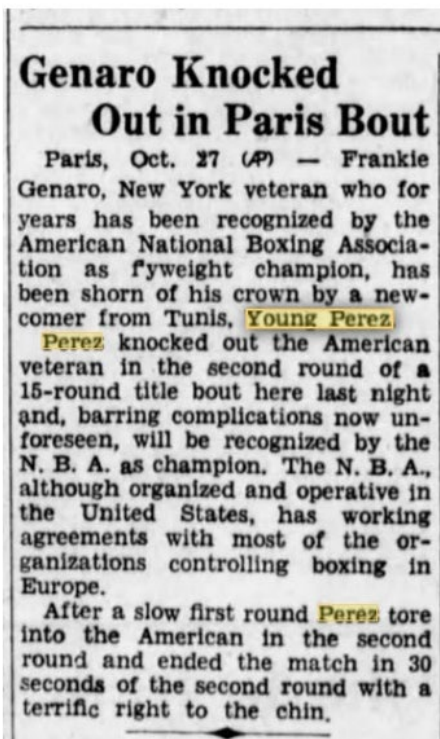 Genaro Knocked
Out in Paris Bout
Paris, Oct. 27 (AP) — Frankie
Genaro, New York veteran who for
years has been recognized by the
American National Boxing Associa-
tion as f'yweight champion, has
been shorn of his crown by a new-
comer from Tunis, Young Perez
Perez knocked out the American
veteran in the second round of a
15-round title bout here last night
and, barring complications now un-
foreseen, will be recognized by the
N. B. A. as champion. The N. B. A.,
although organized and operative in
the United States, has working
agreements with most of the or-
ganizations controlling boxing in
Europe.
After a slow first round Perez tore
into the American in the second
round and ended the match in 30
seconds of the second round with a
terrific right to the chin.